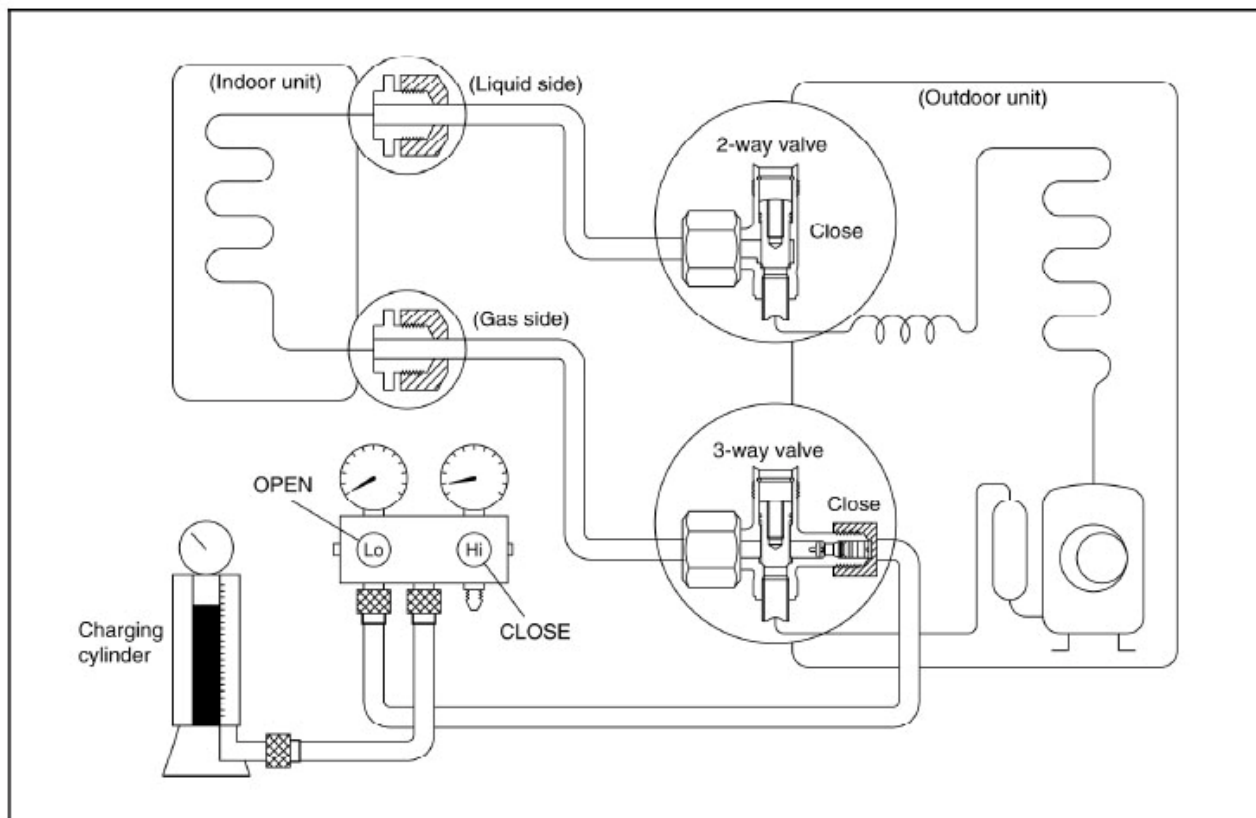 (Indoor unit)
(Liquid side)
(Outdoor unit)
2-way valve
Close
(Gas side)
3-way valve
Close
OPEN
Lo
Hi
CLOSE
Charging
cylinder